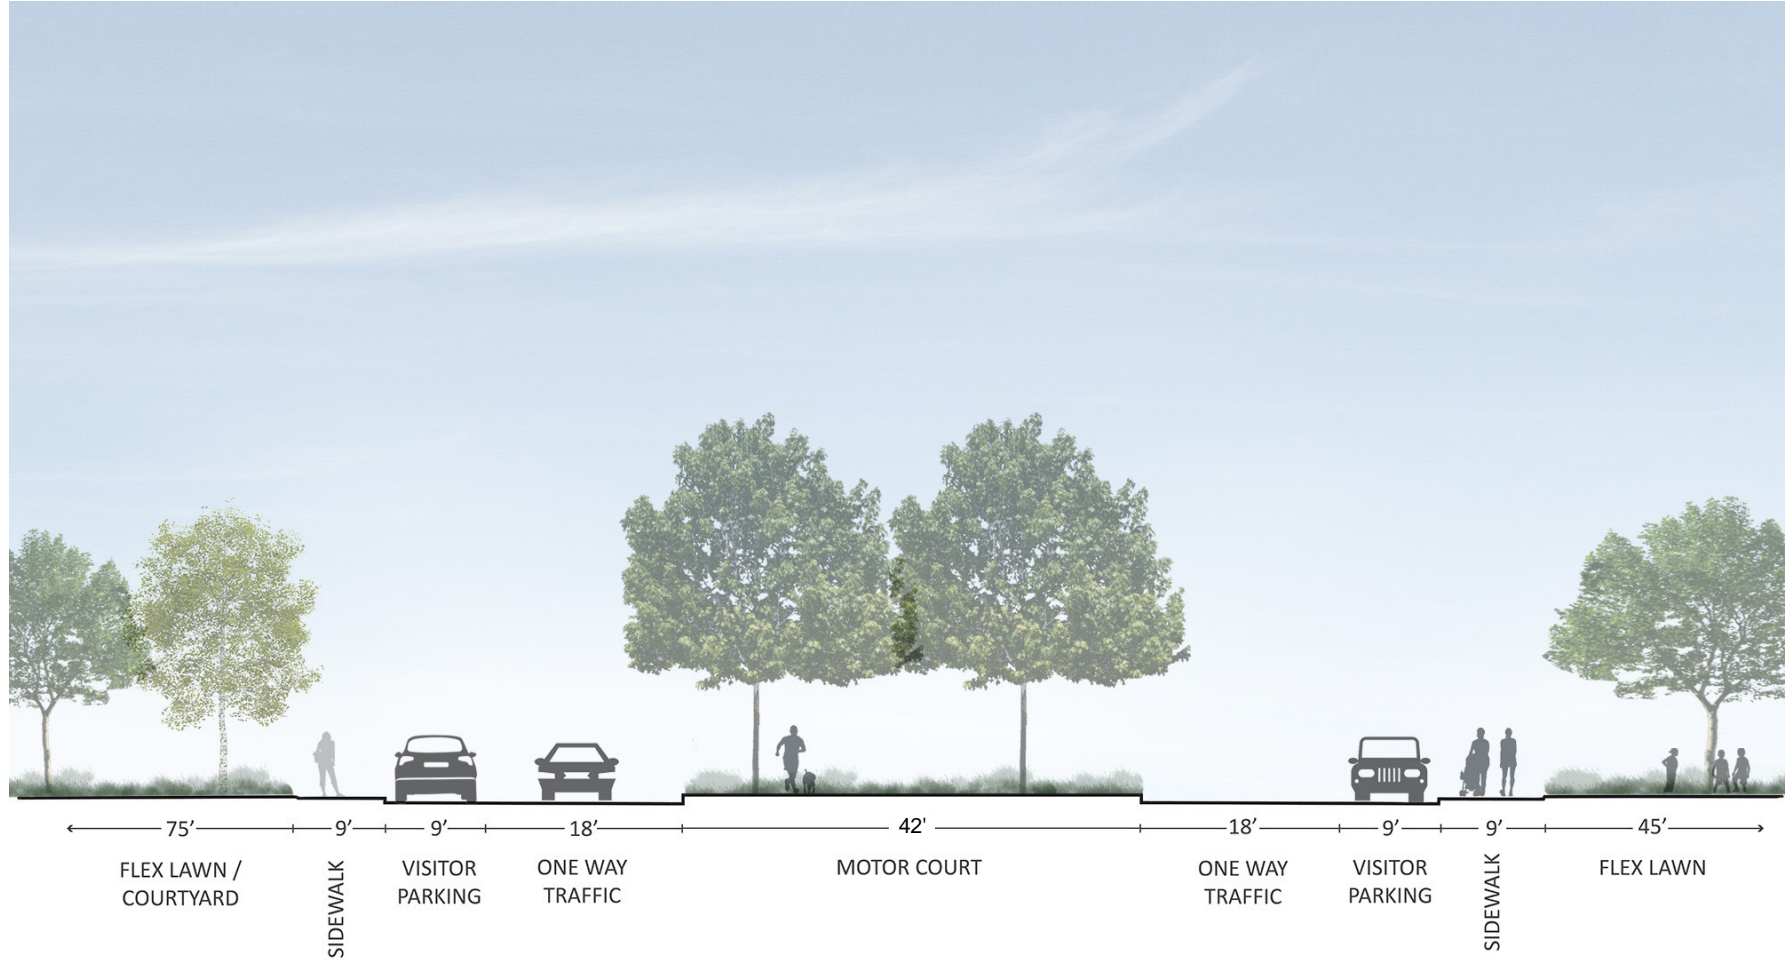 75’
9’
9’
18’
42'
18’
9’
9’
45’
FLEX LAWN /
COURTYARD
SIDEWALK
VISITOR
PARKING
ONE WAY
TRAFFIC
MOTOR COURT
ONE WAY
TRAFFIC
VISITOR
PARKING
SIDEWALK
FLEX LAWN